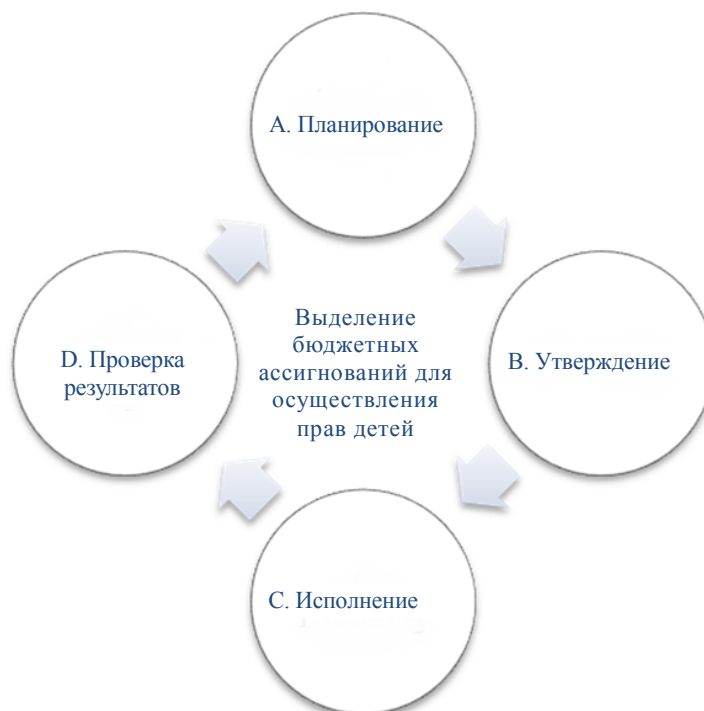 A. Планирование
D. Проверка
результатов
Выделение
бюджетных
ассигнований для
осуществления
прав детей
B. Утверждение
C. Исполнение